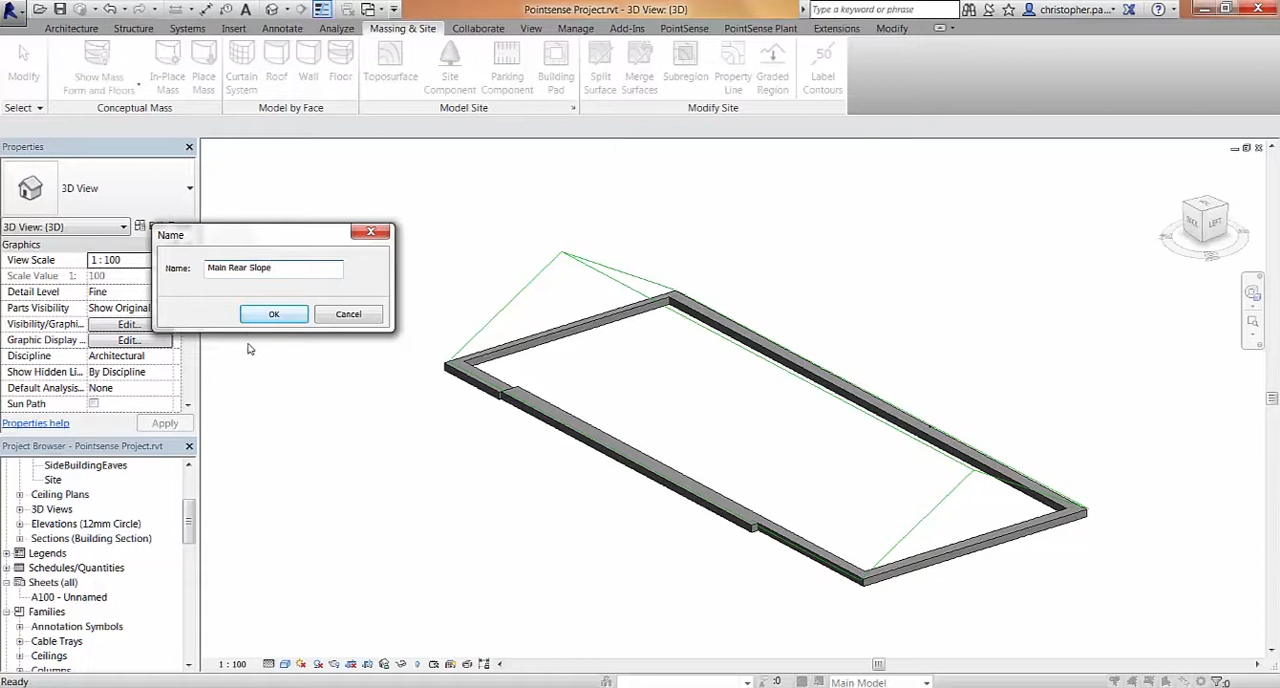 Pointsense Project.rvt - 3D View: {3D}
Type a keyword or phrase
christopher.pa...
Architecture Structure Systems Insert Annotate Analyze Massing & Site Collaborate View Manage Add-Ins PointSense PointSense Plant Extensions Modify
Modify
Show Mass
Form and Floors
In-Place
Mass
Place
Mass
Curtain
System
Roof
Wall
Floor
Toposurface
Site
Component
Parking
Component
Building
Pad
Split
Surface
Merge
Surfaces
Subregion
Property
Line
Graded
Region
Label
Contours
Select
Conceptual Mass
Model by Face
Model Site
Modify Site
Properties
3D View
3D View: {3D}
Graphics
View Scale 1 : 100
Scale Value 1: 100
Detail Level Fine
Parts Visibility Show Original
Visibility/Graphi... Edit...
Graphic Display ... Edit...
Discipline Architectural
Show Hidden Li... By Discipline
Default Analysis... None
Sun Path
Properties help
Apply
Name
Name: Main Rear Slope
OK Cancel
Project Browser - Pointsense Project.rvt
SideBuildingEaves
Site
Ceiling Plans
3D Views
Elevations (12mm Circle)
Sections (Building Section)
Legends
Schedules/Quantities
Sheets (all)
A100 - Unnamed
Families
Annotation Symbols
Cable Trays
Ceilings
LEFT
1 : 100
Ready
:0
Main Model
:0